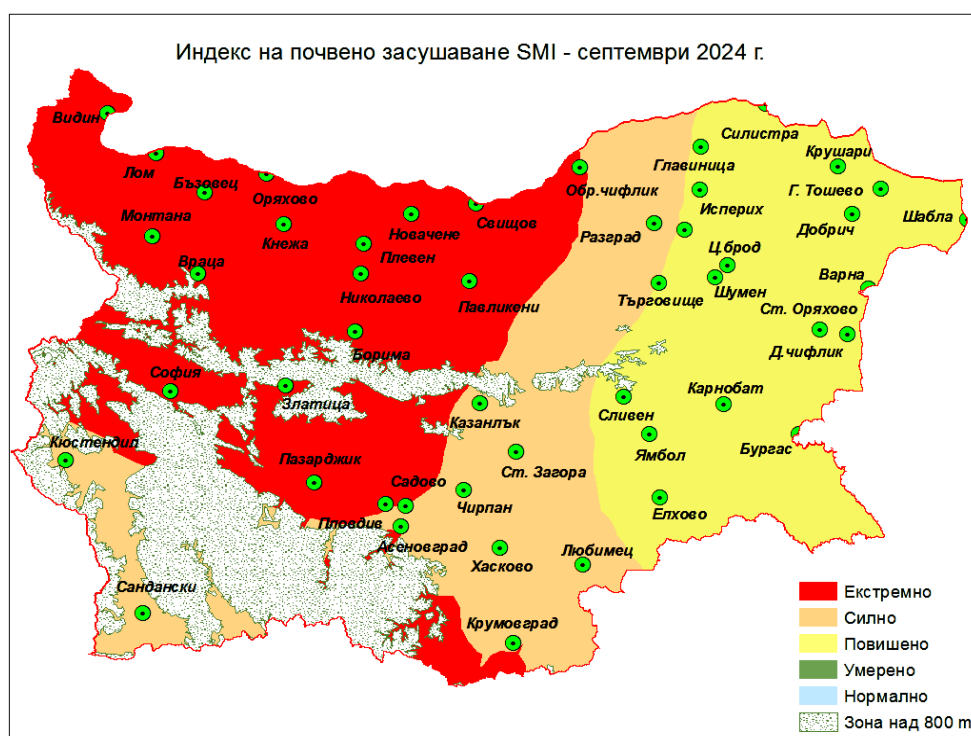 Индекс на почвено засушаване SMI - септември 2024 г.
Видин
Силистра
Лом
Главиница
Крушари
Бъзовец
Обр.чифлик
Г. Тошево
Оряхово
Исперих
Монтана
Новачене
Свищов
Шабла
Кнежа
Разград
Добрич
Плевен
Ц.брод
Враца
Варна
Николаево
Търговище
Шумен
Павликени
Ст. Оряхово
Борима
Д.чифлик
София
Карнобат
Златица
Казанлък
Сливен
Кюстендил
Ямбол
Бургас
Пазарджик
Ст. Загора
Садово
Чирпан
Елхово
Пловдив
Асеновград
Любимец
Хасково
Сандански
Крумовград
Екстремно
Силно
Повишено
Умерено
Нормално
Зона над 800 m